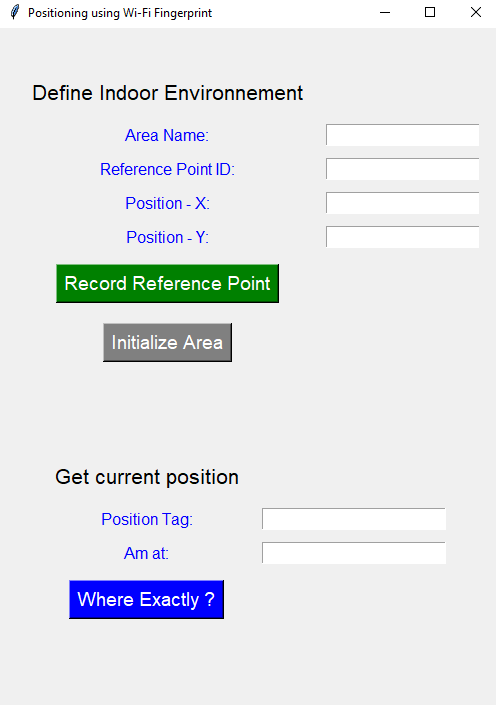 Positioning using Wi-Fi Fingerprint
Define Indoor Environnement
Area Name:
Reference Point ID:
Position - X:
Position - Y:
Record Reference Point
Initialize Area
Get current position
Position Tag:
Am at:
Where Exactly ?